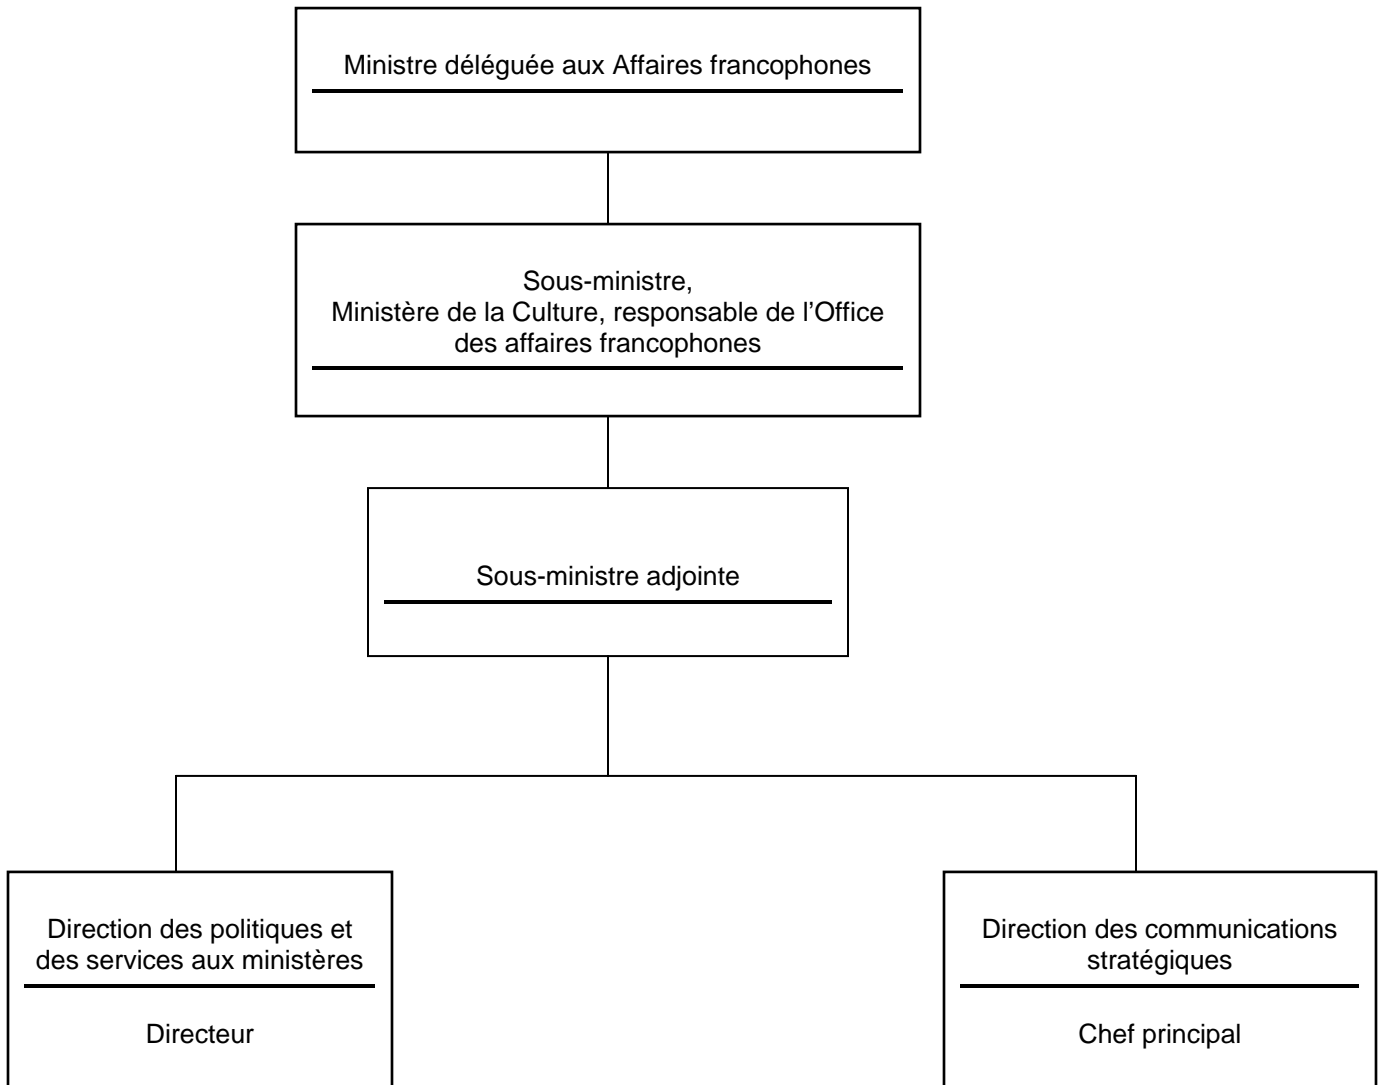 Ministre déléguée aux Affaires francophones
Sous-ministre,
Ministère de la Culture, responsable de l’Office
des affaires francophones
Sous-ministre adjointe
Direction des politiques et
des services aux ministères
Directeur
Direction des communications
stratégiques
Chef principal